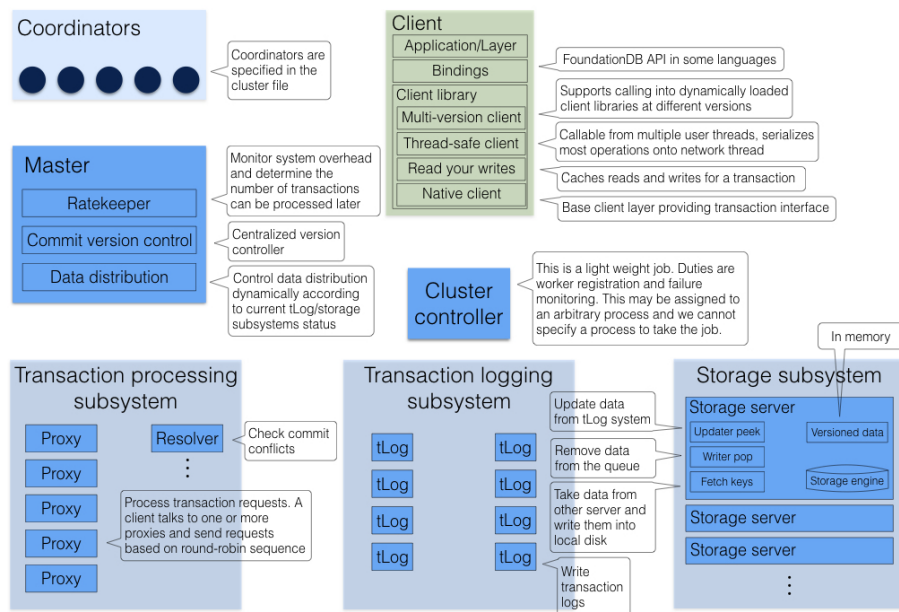 Coordinators
Coordinators are
specified in the
cluster file
Client
Application/Layer
Bindings
Client library
Multi-version client
Thread-safe client
Read your writes
Native client
FoundationDB API in some languages
Supports calling into dynamically loaded
client libraries at different versions
Callable from multiple user threads, serializes
most operations onto network thread
Caches reads and writes for a transaction
Base client layer providing transaction interface
Master
Ratekeeper
Commit version control
Data distribution
Monitor system overhead
and determine the
number of transactions
can be processed later
Centralized version
controller
Control data distribution
dynamically according
to current tLog/storage
subsystems status
Cluster
controller
This is a light weight job. Duties are
worker registration and failure
monitoring. This may be assigned to
an arbitrary process and we cannot
specify a process to take the job.
Transaction processing
subsystem
Proxy
Proxy
Proxy
Proxy
Proxy
Resolver
Check commit
conflicts
Process transaction requests. A
client talks to one or more
proxies and send requests
based on round-robin sequence
Transaction logging
subsystem
tLog
tLog
tLog
tLog
tLog
tLog
tLog
tLog
Write
transaction
logs
In memory
Storage subsystem
Storage server
Updater peek
Versioned data
Writer pop
Fetch keys
Storage engine
Update data
from tLog system
Remove data
from the queue
Take data from
other server and
write them into
local disk
Storage server
Storage server